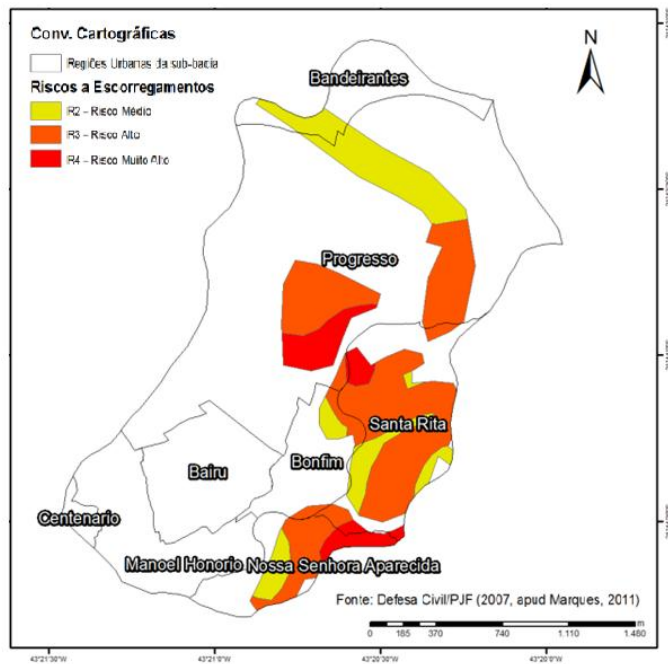 Conv. Cartográficas
Regiões Urbanas da sub-bacia
Riscos a Escorregamentos
R2 - Risco Médio
R3 - Risco Alto
R4 - Risco Muito Alto
N
Bandeirantes
Progresso
Santa Rita
Bonfim
Bairu
Centenario
Manoel Honorio
Nossa Senhora Aparecida
Fonte: Defesa Civil/PJF (2007, apud Marques, 2011)
m
0 185 370 740 1.110 1.480
43°21'30"W 43°21'0"W 43°20'30"W 43°20'0"W